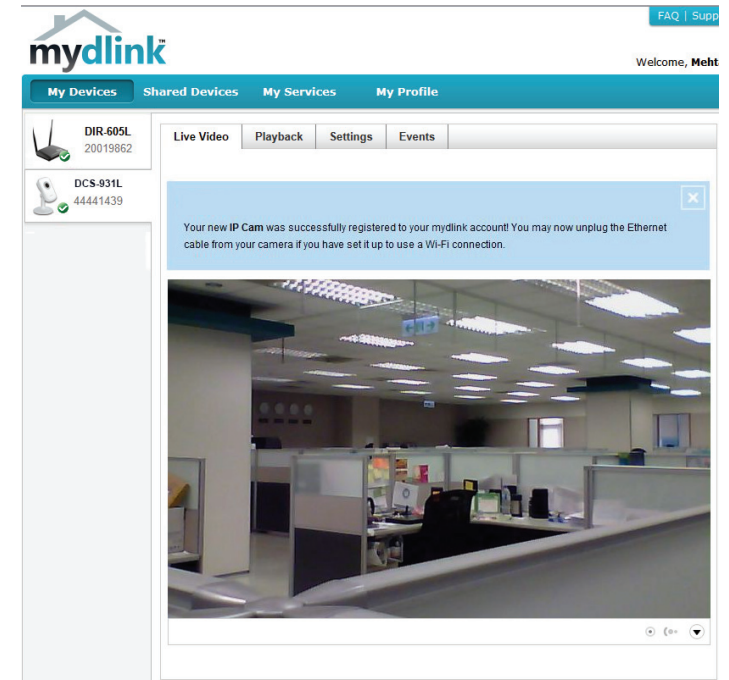 FAQ | Supp
mydlink™
Welcome, Mehta
My Devices Shared Devices My Services My Profile
DIR-605L
20019862
DCS-931L
44441439
Live Video Playback Settings Events
Your new IP Cam was successfully registered to your mydlink account! You may now unplug the Ethernet
cable from your camera if you have set it up to use a Wi-Fi connection.